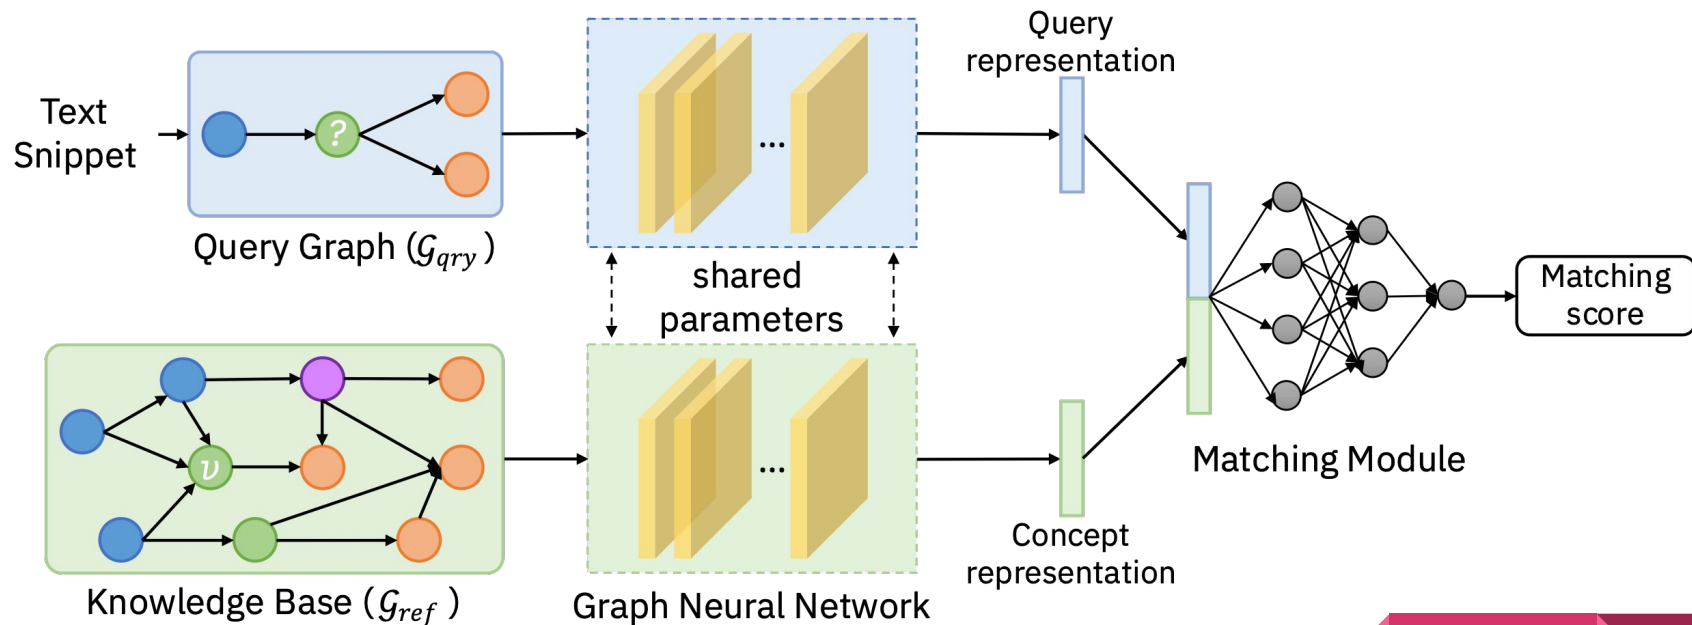 Text
Snippet
?
Query Graph (𝒢qry)
...
shared
parameters
Query
representation
v
Knowledge Base (𝒢ref)
...
Graph Neural Network
Concept
representation
Matching Module
Matching
score